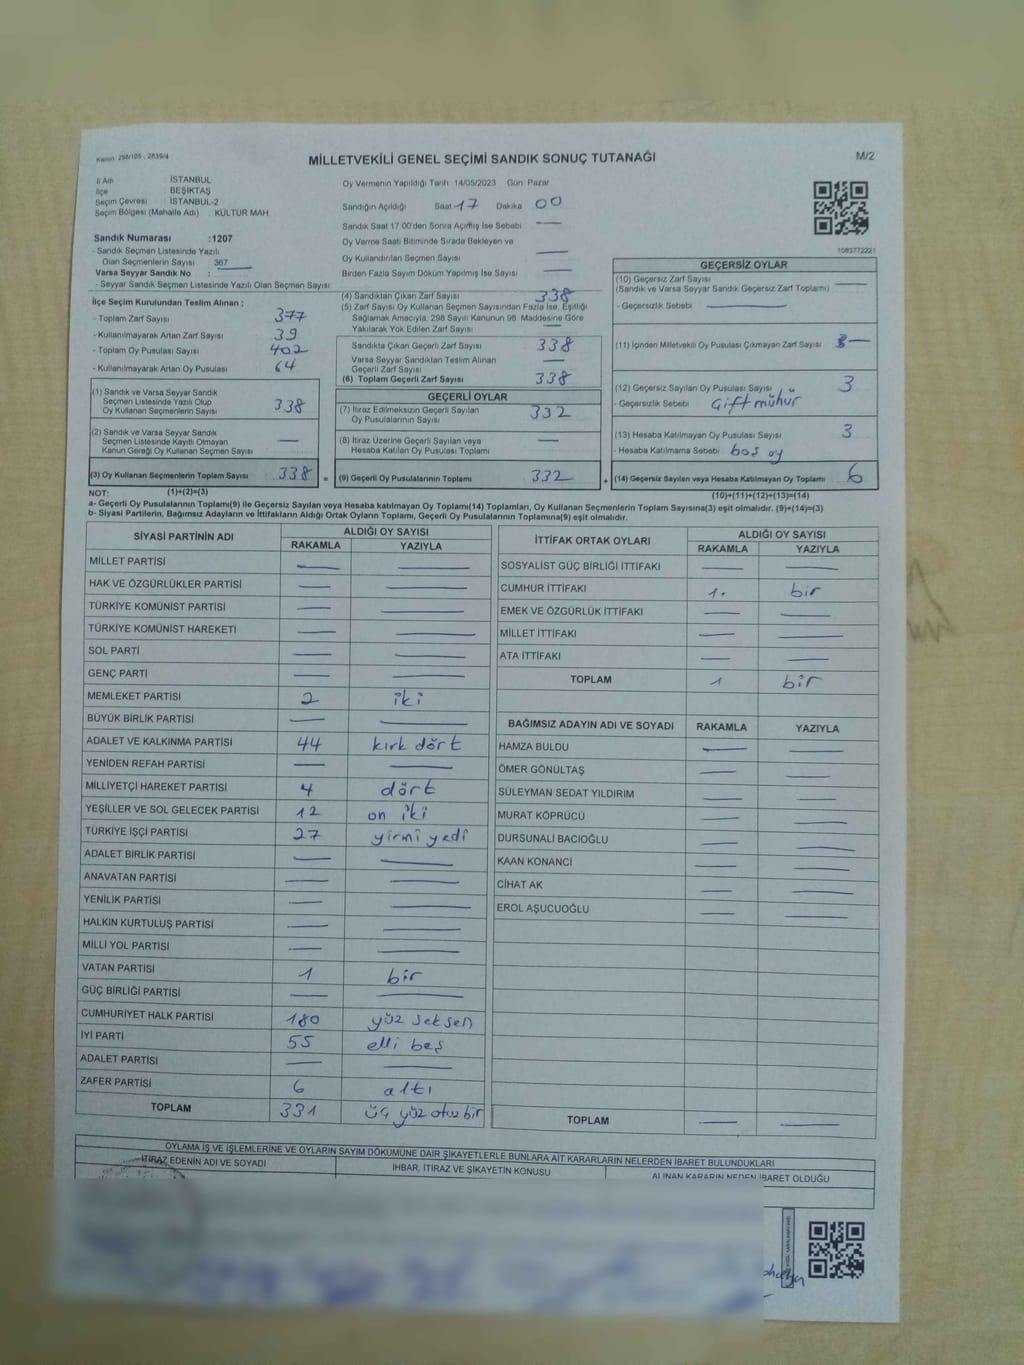 Kanun 298/105 , 2839/4
MİLLETVEKİLİ GENEL SEÇİMİ SANDIK SONUÇ TUTANAĞI
M/2
İl Adı : İSTANBUL
İlçe : BEŞİKTAŞ
Seçim Çevresi : İSTANBUL-2
Seçim Bölgesi (Mahalle Adı) : KÜLTÜR MAH
Sandık Numarası :1207
- Sandık Seçmen Listesinde Yazılı
Olan Seçmenlerin Sayısı : 367
Varsa Seyyar Sandık No : —
- Seyyar Sandık Seçmen Listesinde Yazılı Olan Seçmen Sayısı
Oy Vermenin Yapıldığı Tarih 14/05/2023 Gün Pazar
Sandığın Açıldığı Saat 17 Dakika 00
Sandık Saat 17:00'den Sonra Açılmış İse Sebebi —
Oy Verme Saati Bitiminde Sırada Bekleyen ve
Oy Kullandırılan Seçmen Sayısı —
Birden Fazla Sayım Döküm Yapılmış İse Sayısı —
1083772221
İlçe Seçim Kurulundan Teslim Alınan :
- Toplam Zarf Sayısı 377
- Kullanılmayarak Artan Zarf Sayısı 39
- Toplam Oy Pusulası Sayısı 402
- Kullanılmayarak Artan Oy Pusulası 64
(1) Sandık ve Varsa Seyyar Sandık
Seçmen Listesinde Yazılı Olup
Oy Kullanan Seçmenlerin Sayısı 338
(2) Sandık ve Varsa Seyyar Sandık
Seçmen Listesinde Kayıtlı Olmayan
Kanun Gereği Oy Kullanan Seçmen Sayısı —
(3) Oy Kullanan Seçmenlerin Toplam Sayısı 338
(1)+(2)=(3)
(4) Sandıktan Çıkan Zarf Sayısı 338
(5) Zarf Sayısı Oy Kullanan Seçmen Sayısından Fazla İse, Eşitliği
Sağlamak Amacıyla, 298 Sayılı Kanunun 98. Maddesine Göre
Yakılarak Yok Edilen Zarf Sayısı —
Sandıkta Çıkan Geçerli Zarf Sayısı 338
Varsa Seyyar Sandıktan Teslim Alınan
Geçerli Zarf Sayısı —
(6) Toplam Geçerli Zarf Sayısı 338
GEÇERLİ OYLAR
(7) İtiraz Edilmeksizin Geçerli Sayılan
Oy Pusulalarının Sayısı 332
(8) İtiraz Üzerine Geçerli Sayılan veya
Hesaba Katılan Oy Pusulası Toplamı —
= (9) Geçerli Oy Pusulalarının Toplamı 332
GEÇERSİZ OYLAR
(10) Geçersiz Zarf Sayısı
(Sandık ve Varsa Seyyar Sandık Geçersiz Zarf Toplamı) —
- Geçersizlik Sebebi : —
(11) İçinden Milletvekili Oy Pusulası Çıkmayan Zarf Sayısı —
(12) Geçersiz Sayılan Oy Pusulası Sayısı 3
- Geçersizlik Sebebi : Çift mühür
(13) Hesaba Katılmayan Oy Pusulası Sayısı 3
- Hesaba Katılmama Sebebi : boş oy
+ (14) Geçersiz Sayılan veya Hesaba Katılmayan Oy Toplamı 6
(10)+(11)+(12)+(13)=(14)
NOT:
a- Geçerli Oy Pusulalarının Toplamı(9) ile Geçersiz Sayılan veya Hesaba katılmayan Oy Toplamı(14) Toplamları, Oy Kullanan Seçmenlerin Toplam Sayısına(3) eşit olmalıdır. (9)+(14)=(3)
b- Siyasi Partilerin, Bağımsız Adayların ve İttifakların Aldığı Ortak Oyların Toplamı, Geçerli Oy Pusulalarının Toplamına(9) eşit olmalıdır.
SİYASİ PARTİNİN ADI ALDIĞI OY SAYISI
RAKAMLA YAZIYLA
MİLLET PARTİSİ — —
HAK VE ÖZGÜRLÜKLER PARTİSİ — —
TÜRKİYE KOMÜNİST PARTİSİ — —
TÜRKİYE KOMÜNİST HAREKETİ — —
SOL PARTİ — —
GENÇ PARTİ — —
MEMLEKET PARTİSİ 2 iki
BÜYÜK BİRLİK PARTİSİ — —
ADALET VE KALKINMA PARTİSİ 44 kırk dört
YENİDEN REFAH PARTİSİ — —
MİLLİYETÇİ HAREKET PARTİSİ 4 dört
YEŞİLLER VE SOL GELECEK PARTİSİ 12 on iki
TÜRKİYE İŞÇİ PARTİSİ 27 yirmi yedi
ADALET BİRLİK PARTİSİ — —
ANAVATAN PARTİSİ — —
YENİLİK PARTİSİ — —
HALKIN KURTULUŞ PARTİSİ — —
MİLLİ YOL PARTİSİ — —
VATAN PARTİSİ 1 bir
GÜÇ BİRLİĞİ PARTİSİ — —
CUMHURİYET HALK PARTİSİ 180 yüz seksen
İYİ PARTİ 55 elli beş
ADALET PARTİSİ — —
ZAFER PARTİSİ 6 altı
TOPLAM 331 üç yüz otuz bir
İTTİFAK ORTAK OYLARI ALDIĞI OY SAYISI
RAKAMLA YAZIYLA
SOSYALİST GÜÇ BİRLİĞİ İTTİFAKI — —
CUMHUR İTTİFAKI 1. bir
EMEK VE ÖZGÜRLÜK İTTİFAKI — —
MİLLET İTTİFAKI — —
ATA İTTİFAKI — —
TOPLAM 1 bir
BAĞIMSIZ ADAYIN ADI VE SOYADI RAKAMLA YAZIYLA
HAMZA BULDU — —
ÖMER GÖNÜLTAŞ — —
SÜLEYMAN SEDAT YILDIRIM — —
MURAT KÖPRÜCÜ — —
DURSUNALİ BACIOĞLU — —
KAAN KONANCİ — —
CİHAT AK — —
EROL AŞUCUOĞLU — —
TOPLAM — —
OYLAMA İŞ VE İŞLEMLERİNE VE OYLARIN SAYIM DÖKÜMÜNE DAİR ŞİKAYETLERLE BUNLARA AİT KARARLARIN NELERDEN İBARET BULUNDUKLARI
İTİRAZ EDENİN ADI VE SOYADI
İHBAR, İTİRAZ VE ŞİKAYETİN KONUSU
ALINAN KARARIN NEDEN İBARET OLDUĞU